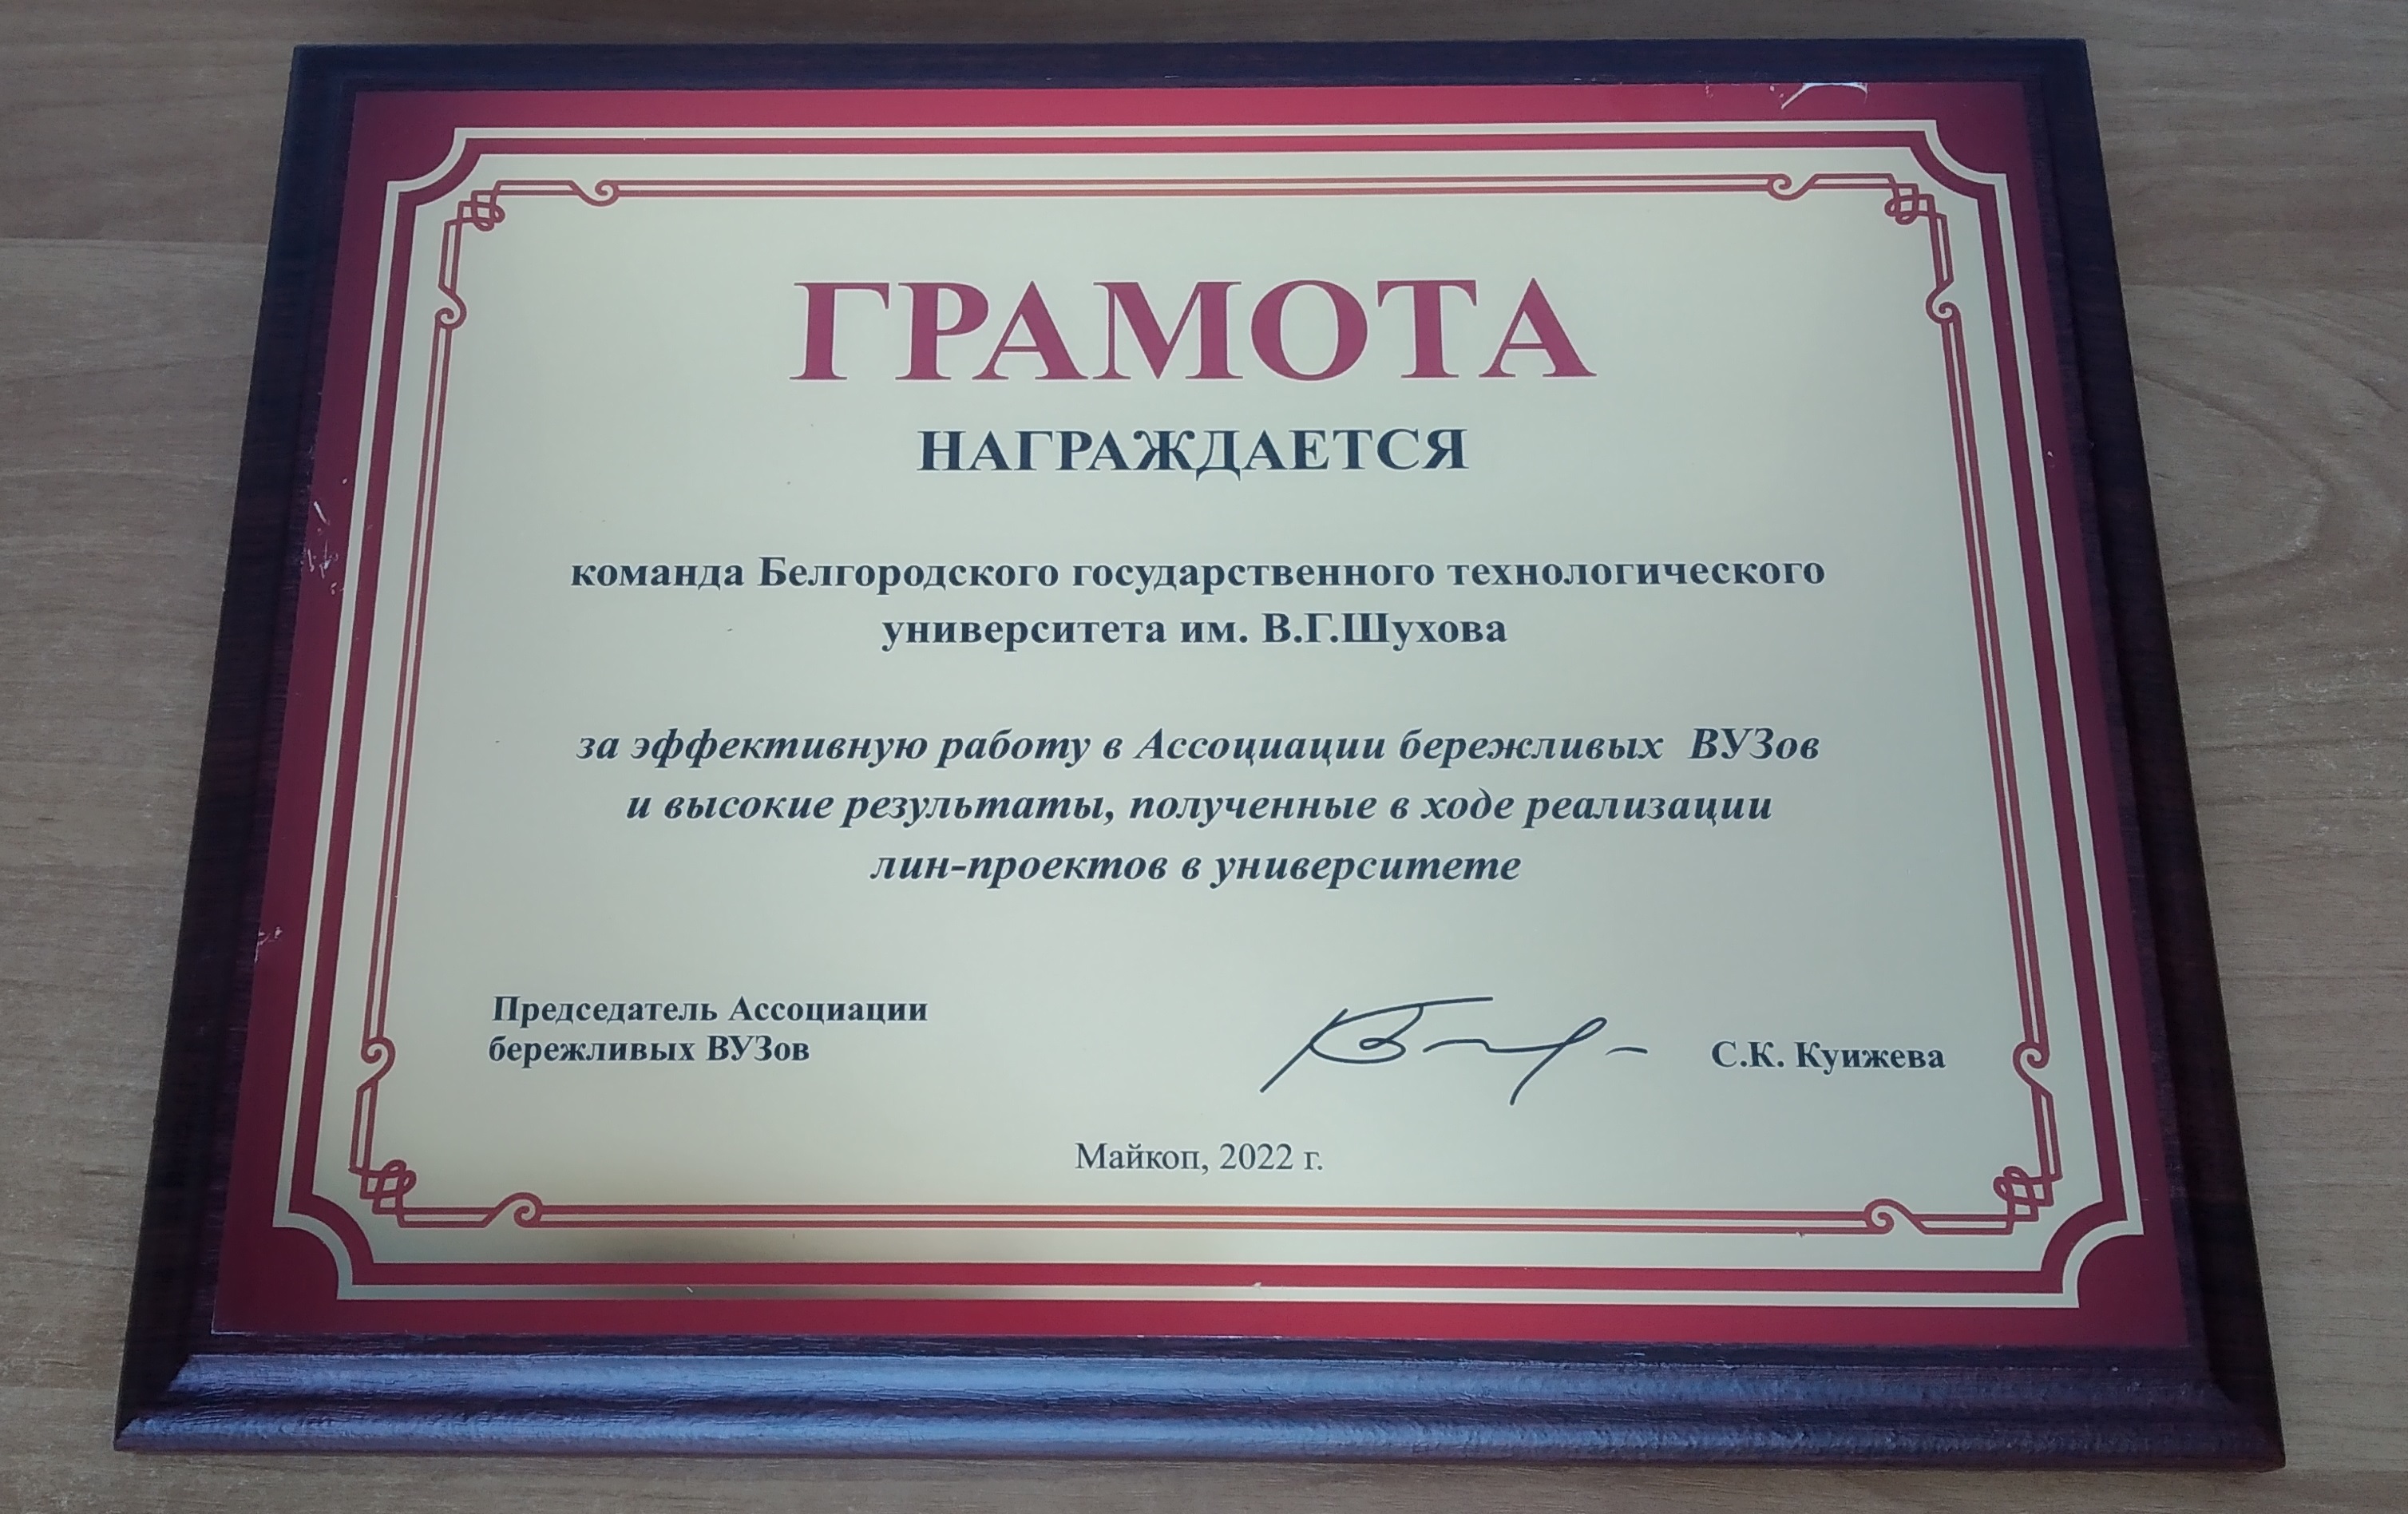 ГРАМОТА
НАГРАЖДАЕТСЯ
команда Белгородского государственного технологического
университета им. В.Г.Шухова
за эффективную работу в Ассоциации бережливых ВУЗов
и высокие результаты, полученные в ходе реализации
лин-проектов в университете
Председатель Ассоциации
бережливых ВУЗов
С.К. Куижева
Майкоп, 2022 г.